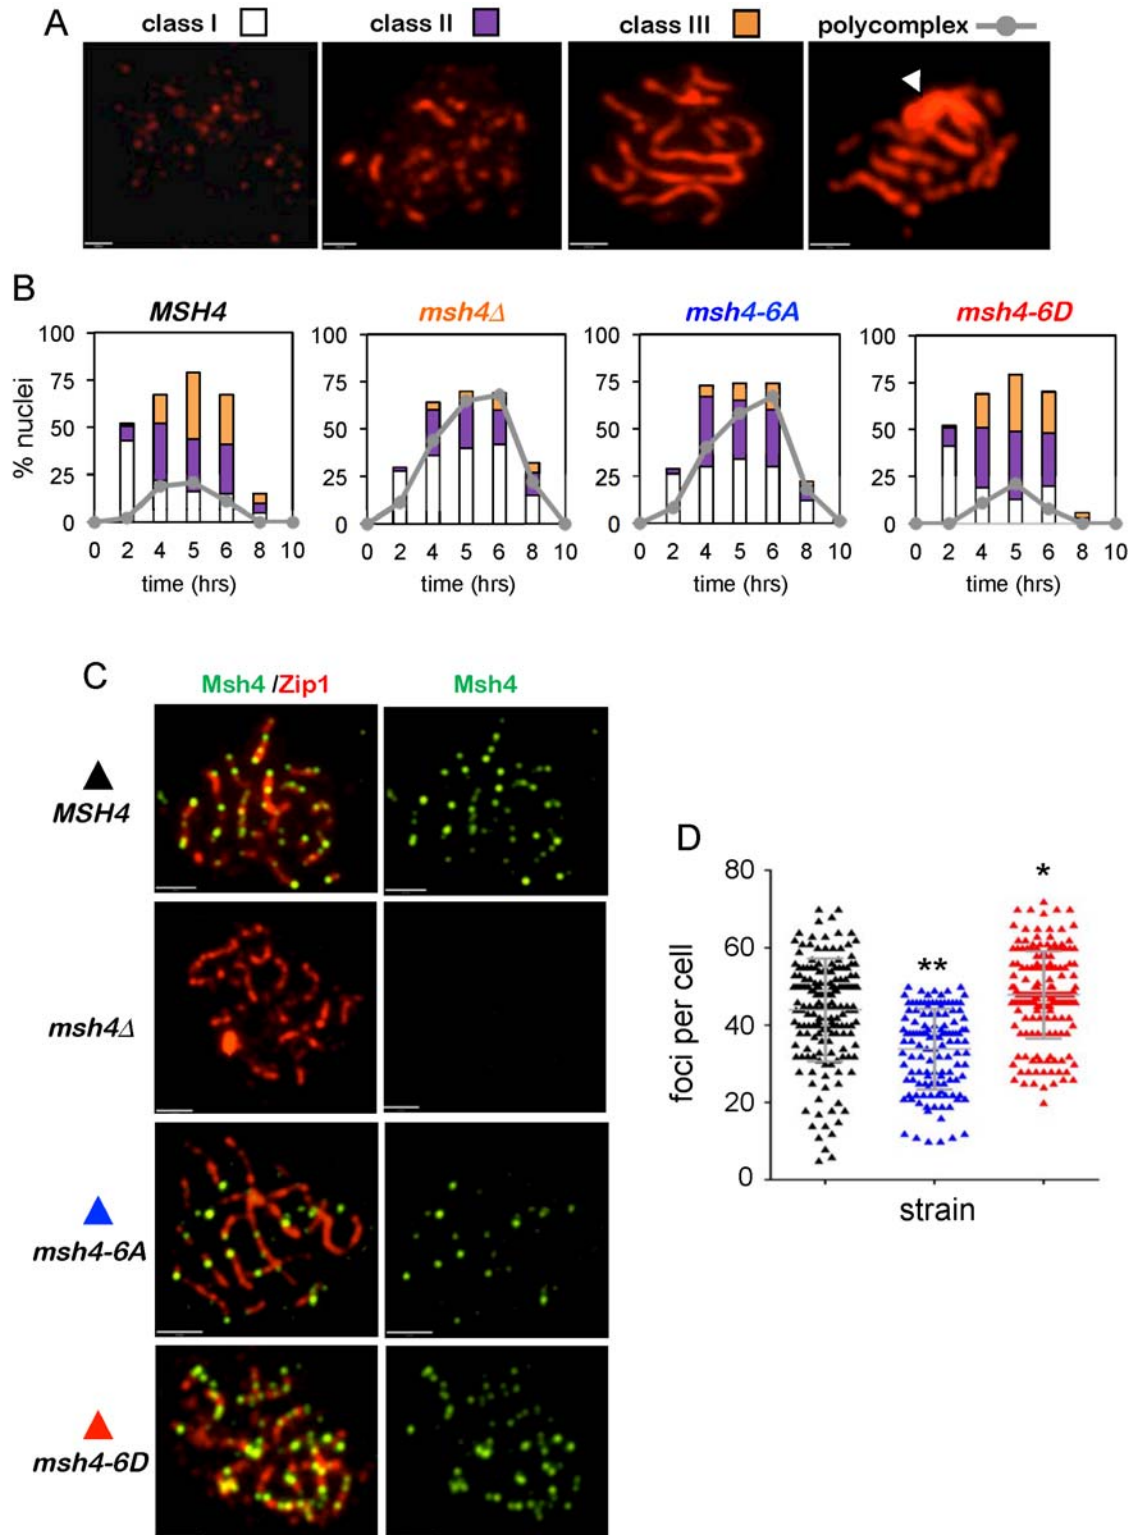 A class I class II class III polycomplex
B
MSH4 msh4Δ msh4-6A msh4-6D
% nuclei
100 100 100 100
75 75 75 75
50 50 50 50
25 25 25 25
0 0 0 0
0 2 4 5 6 8 10 0 2 4 5 6 8 10 0 2 4 5 6 8 10 0 2 4 5 6 8 10
time (hrs) time (hrs) time (hrs) time (hrs)
C
Msh4 /Zip1 Msh4
MSH4
msh4Δ
msh4-6A
msh4-6D
D
foci per cell
80
60
40
20
0
*
**
strain